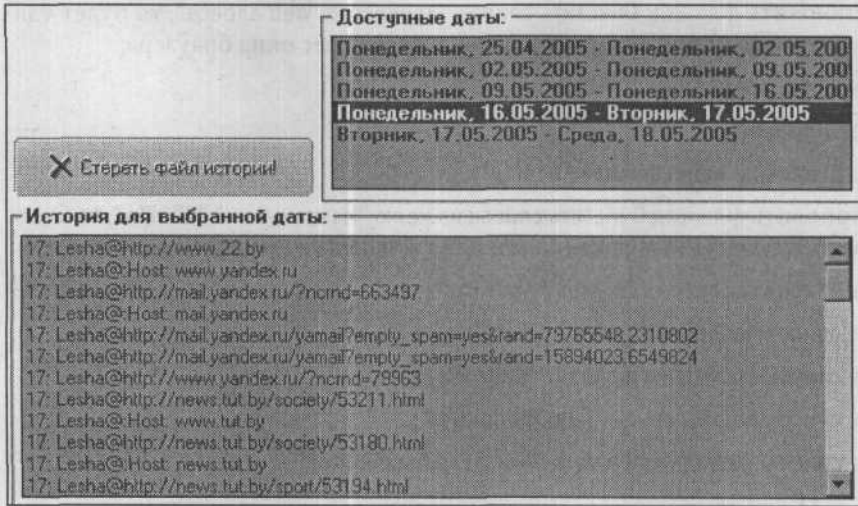 Доступные даты:
Понедельник, 25.04.2005 - Понедельник, 02.05.200
Понедельник, 02.05.2005 - Понедельник, 09.05.200
Понедельник, 09.05.2005 - Понедельник, 16.05.200
Понедельник, 16.05.2005 - Вторник, 17.05.2005
Вторник, 17.05.2005 - Среда, 18.05.2005
Стереть файл истории!
История для выбранной даты:
17: Lesha@http://www.22.by
17: Lesha@:Host: www.yandex.ru
17: Lesha@http://mail.yandex.ru/?ncrnd=663497
17: Lesha@:Host: mail.yandex.ru
17: Lesha@http://mail.yandex.ru/yamail?empty_spam=yes&rand=79765548.2310802
17: Lesha@http://mail.yandex.ru/yamail?empty_spam=yes&rand=15894023.6549824
17: Lesha@http://www.yandex.ru/?ncrnd=79963
17: Lesha@http://news.tut.by/society/53211.html
17: Lesha@:Host: www.tut.by
17: Lesha@http://news.tut.by/society/53180.html
17: Lesha@:Host: news.tut.by
17: Lesha@http://news.tut.by/sport/53194.html